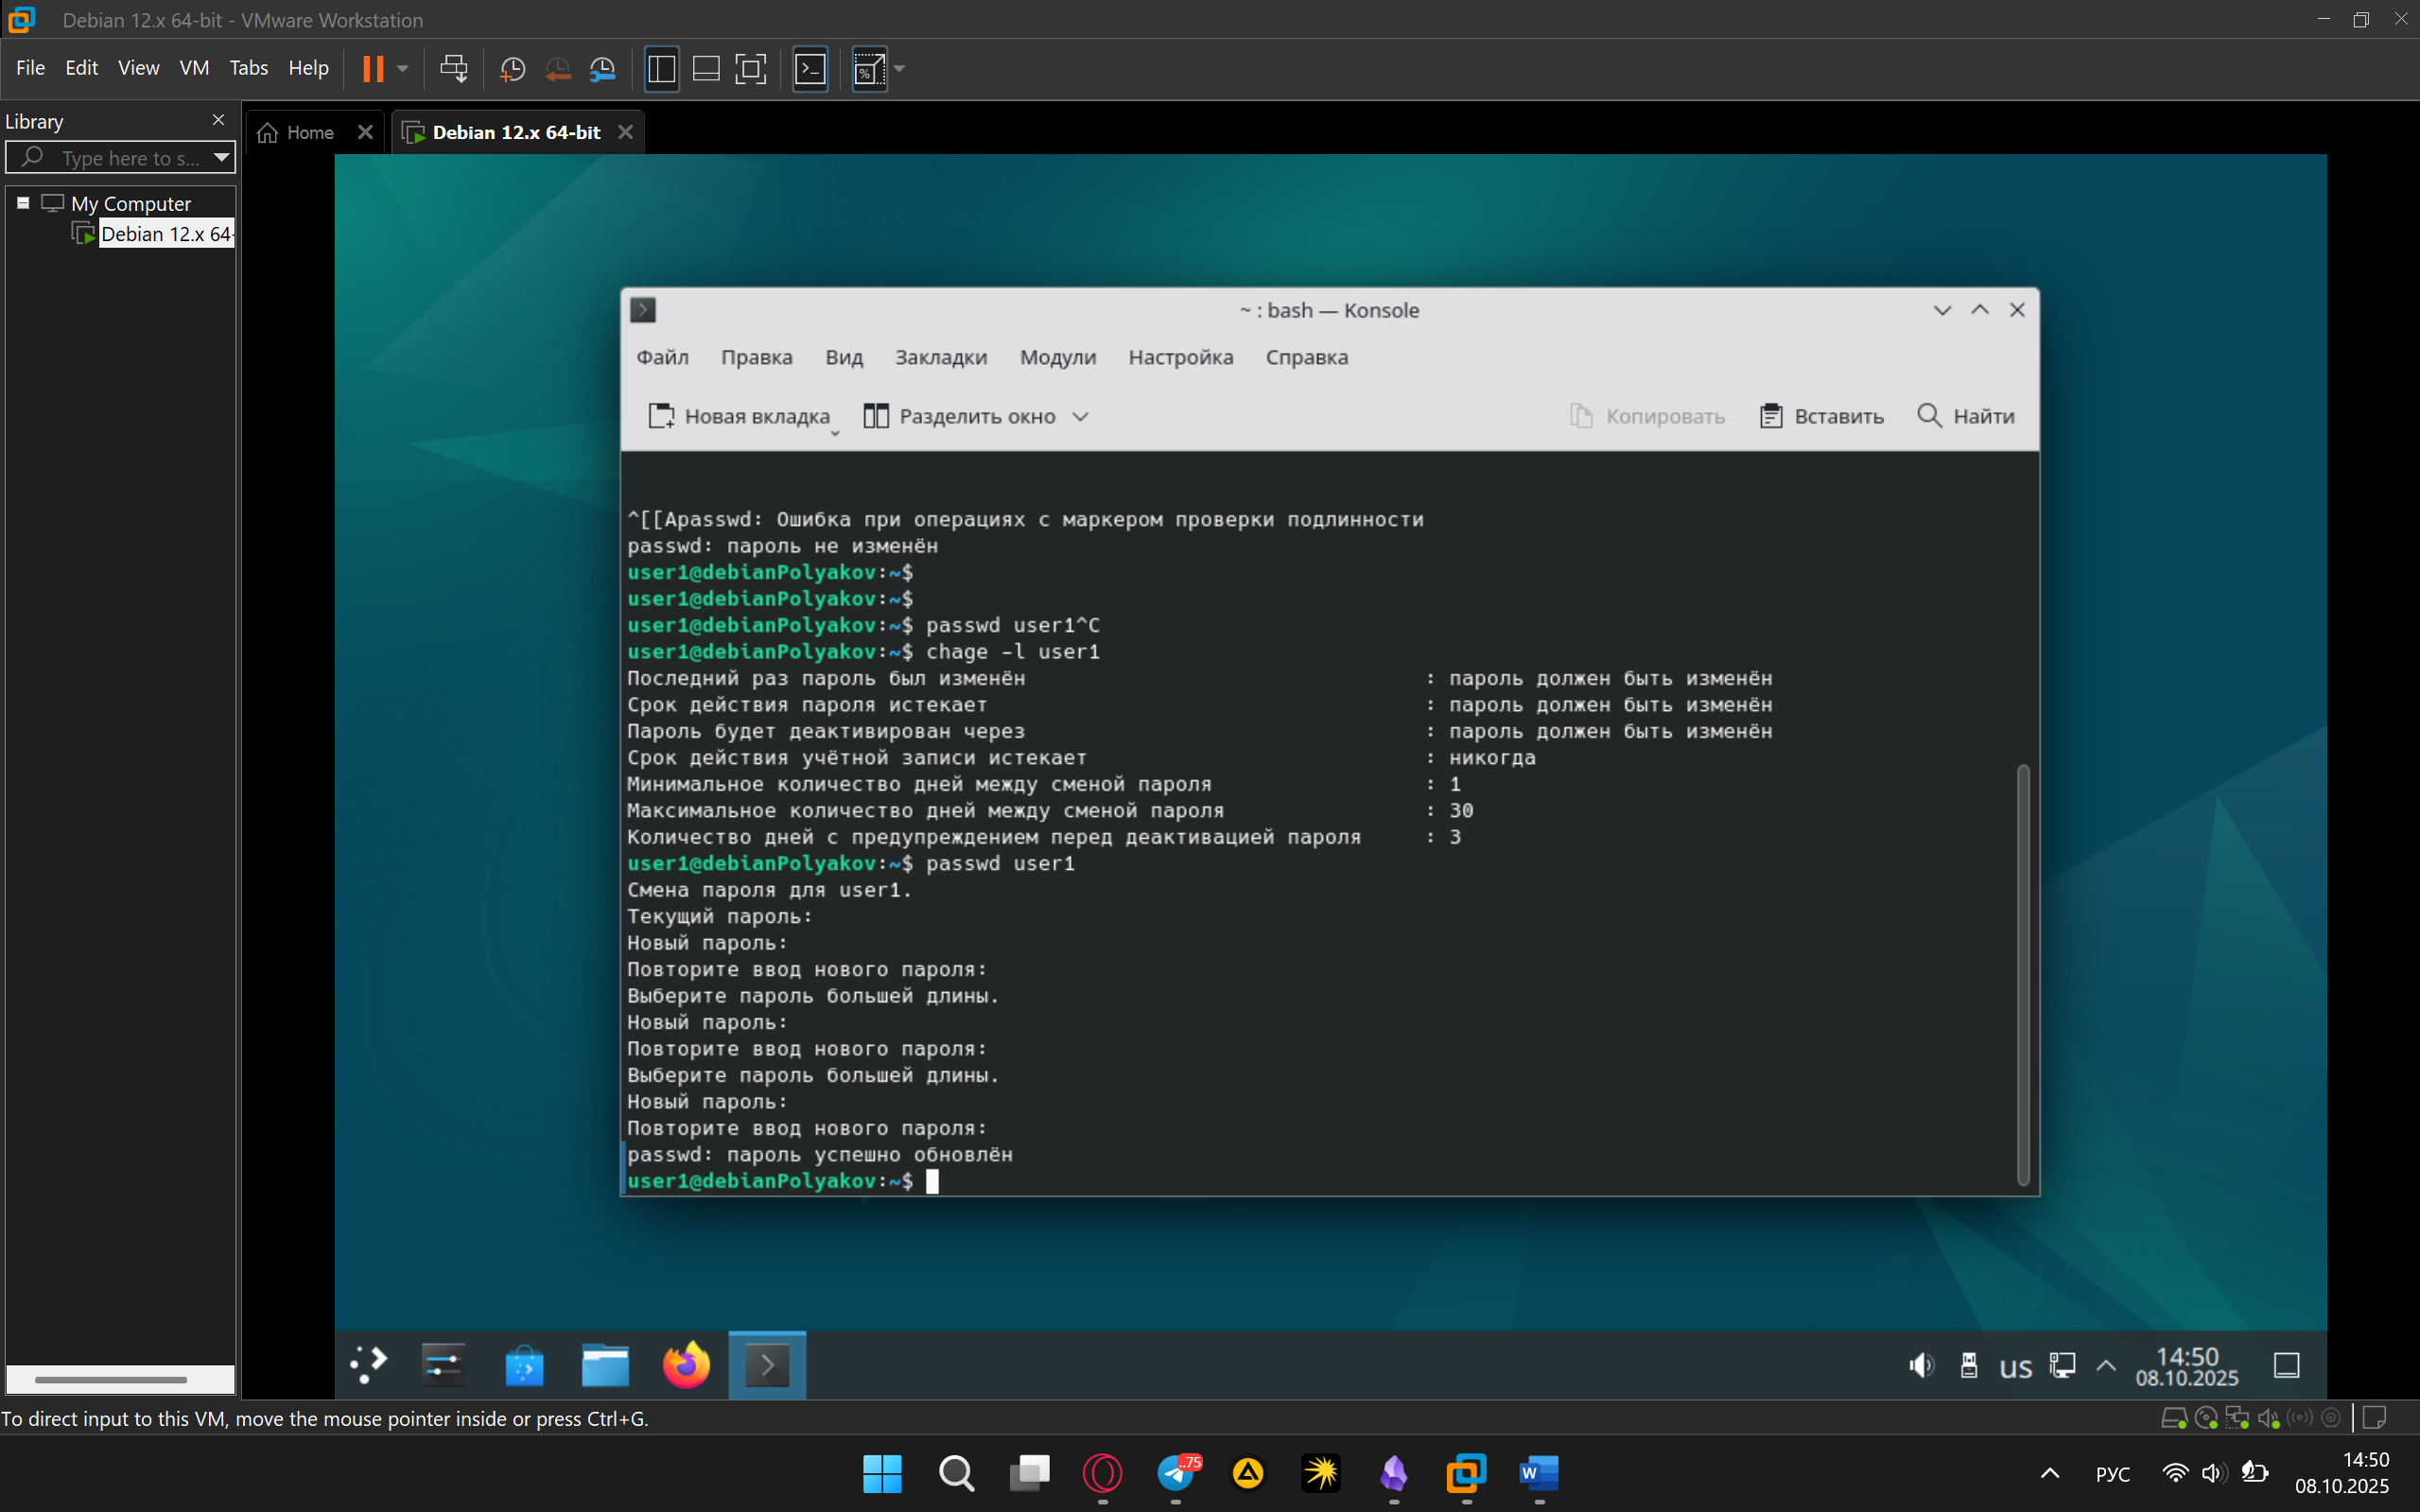 Debian 12.x 64-bit - VMware Workstation
File Edit View VM Tabs Help
Library
Home
Debian 12.x 64-bit
Type here to s...
My Computer
Debian 12.x 64-
~ : bash — Konsole
Файл Правка Вид Закладки Модули Настройка Справка
Новая вкладка Разделить окно Копировать Вставить Найти
^[[Apasswd: Ошибка при операциях с маркером проверки подлинности
passwd: пароль не изменён
user1@debianPolyakov:~$
user1@debianPolyakov:~$
user1@debianPolyakov:~$ passwd user1^C
user1@debianPolyakov:~$ chage -l user1
Последний раз пароль был изменён : пароль должен быть изменён
Срок действия пароля истекает : пароль должен быть изменён
Пароль будет деактивирован через : пароль должен быть изменён
Срок действия учётной записи истекает : никогда
Минимальное количество дней между сменой пароля : 1
Максимальное количество дней между сменой пароля : 30
Количество дней с предупреждением перед деактивацией пароля : 3
user1@debianPolyakov:~$ passwd user1
Смена пароля для user1.
Текущий пароль:
Новый пароль:
Повторите ввод нового пароля:
Выберите пароль большей длины.
Новый пароль:
Повторите ввод нового пароля:
Выберите пароль большей длины.
Новый пароль:
Повторите ввод нового пароля:
passwd: пароль успешно обновлён
user1@debianPolyakov:~$
us
14:50
08.10.2025
To direct input to this VM, move the mouse pointer inside or press Ctrl+G.
..75
W
РУС
14:50
08.10.2025